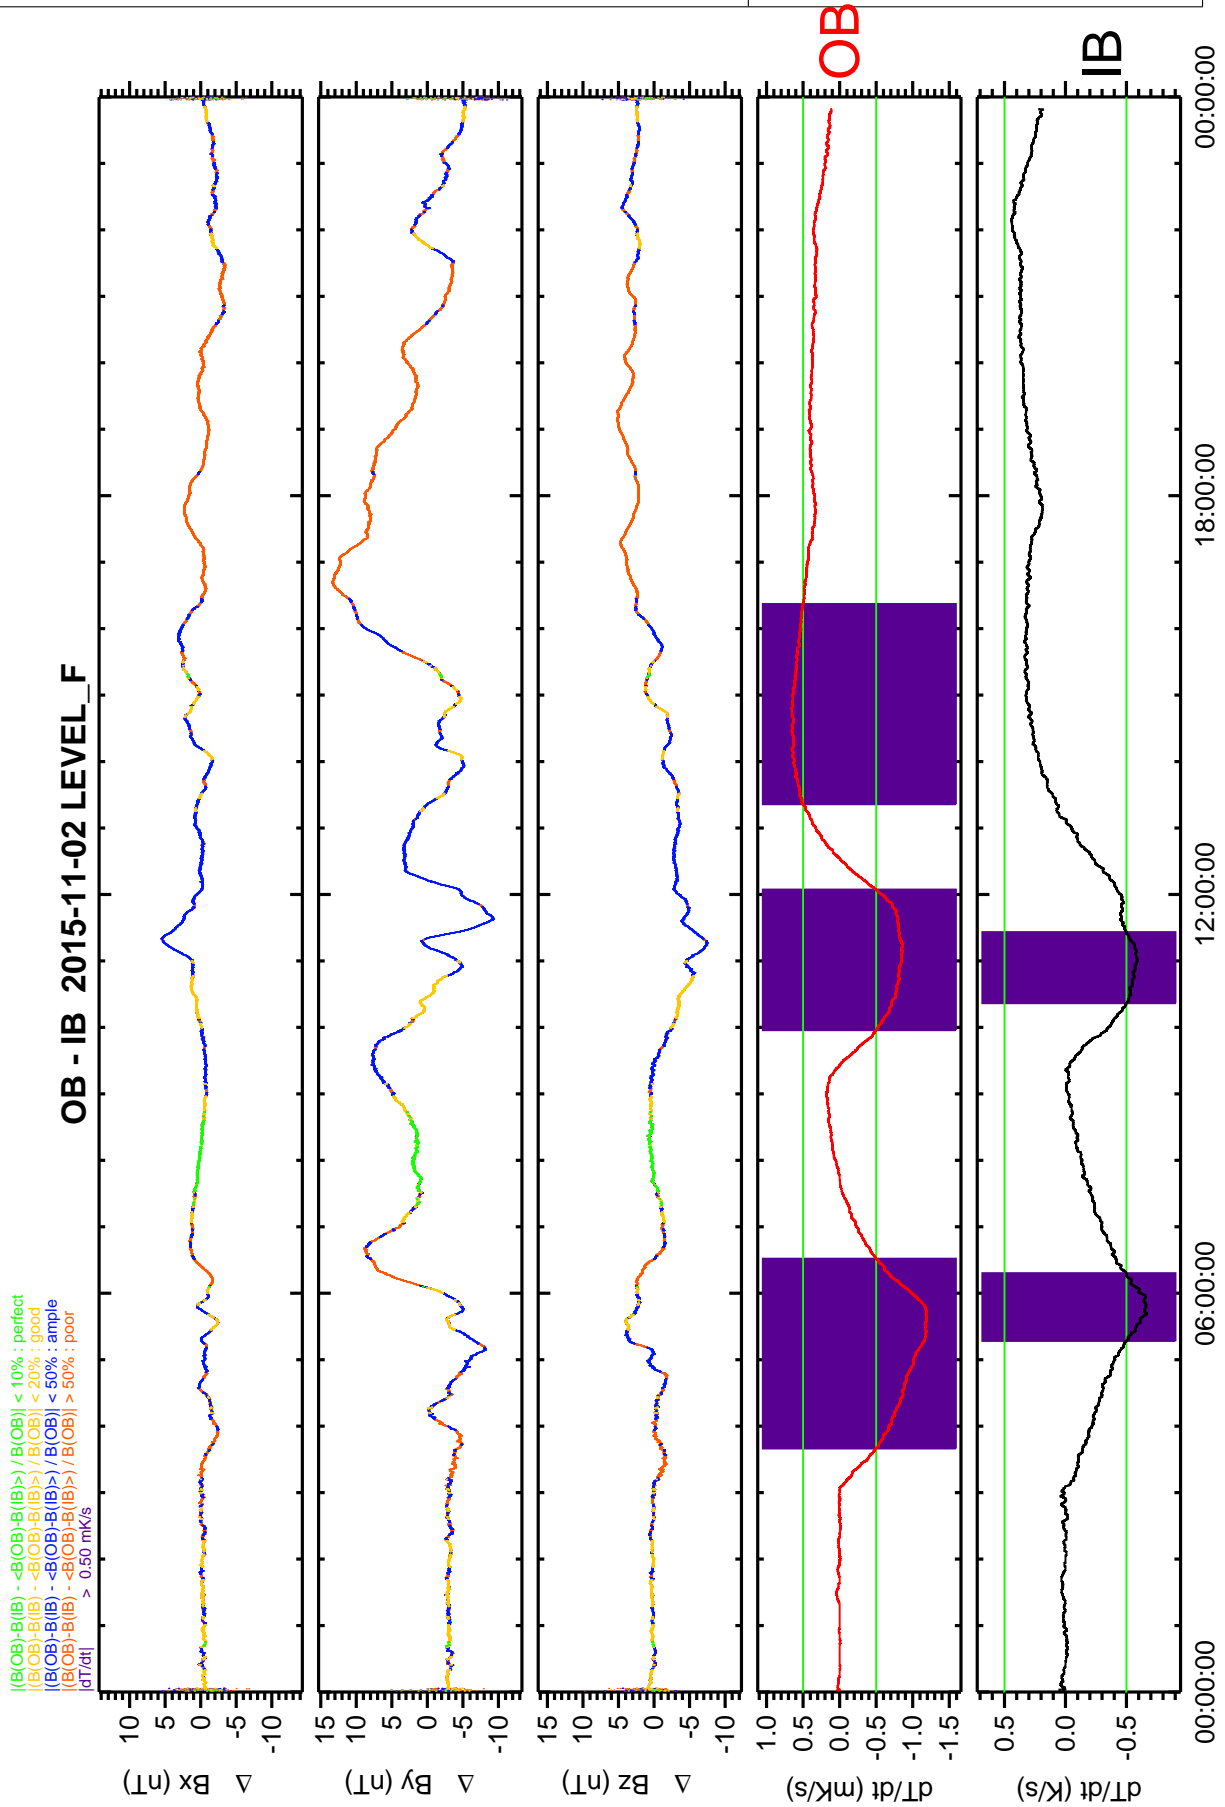 OB - IB 2015-11-02 LEVEL_F
|(B(OB)-B(IB) - <B(OB)-B(IB)>) / B(OB)| < 10% : perfect
|(B(OB)-B(IB) - <B(OB)-B(IB)>) / B(OB)| < 20% : good
|(B(OB)-B(IB) - <B(OB)-B(IB)>) / B(OB)| < 50% : ample
|(B(OB)-B(IB) - <B(OB)-B(IB)>) / B(OB)| > 50% : poor
|dT/dt| > 0.50 mK/s
Δ Bx (nT)
10
5
0
-5
-10
Δ By (nT)
15
10
5
0
-5
-10
Δ Bz (nT)
15
10
5
0
-5
-10
dT/dt (mK/s)
1.0
0.5
0.0
-0.5
-1.0
-1.5
OB
dT/dt (K/s)
0.5
0.0
-0.5
IB
00:00:00
06:00:00
12:00:00
18:00:00
00:00:00